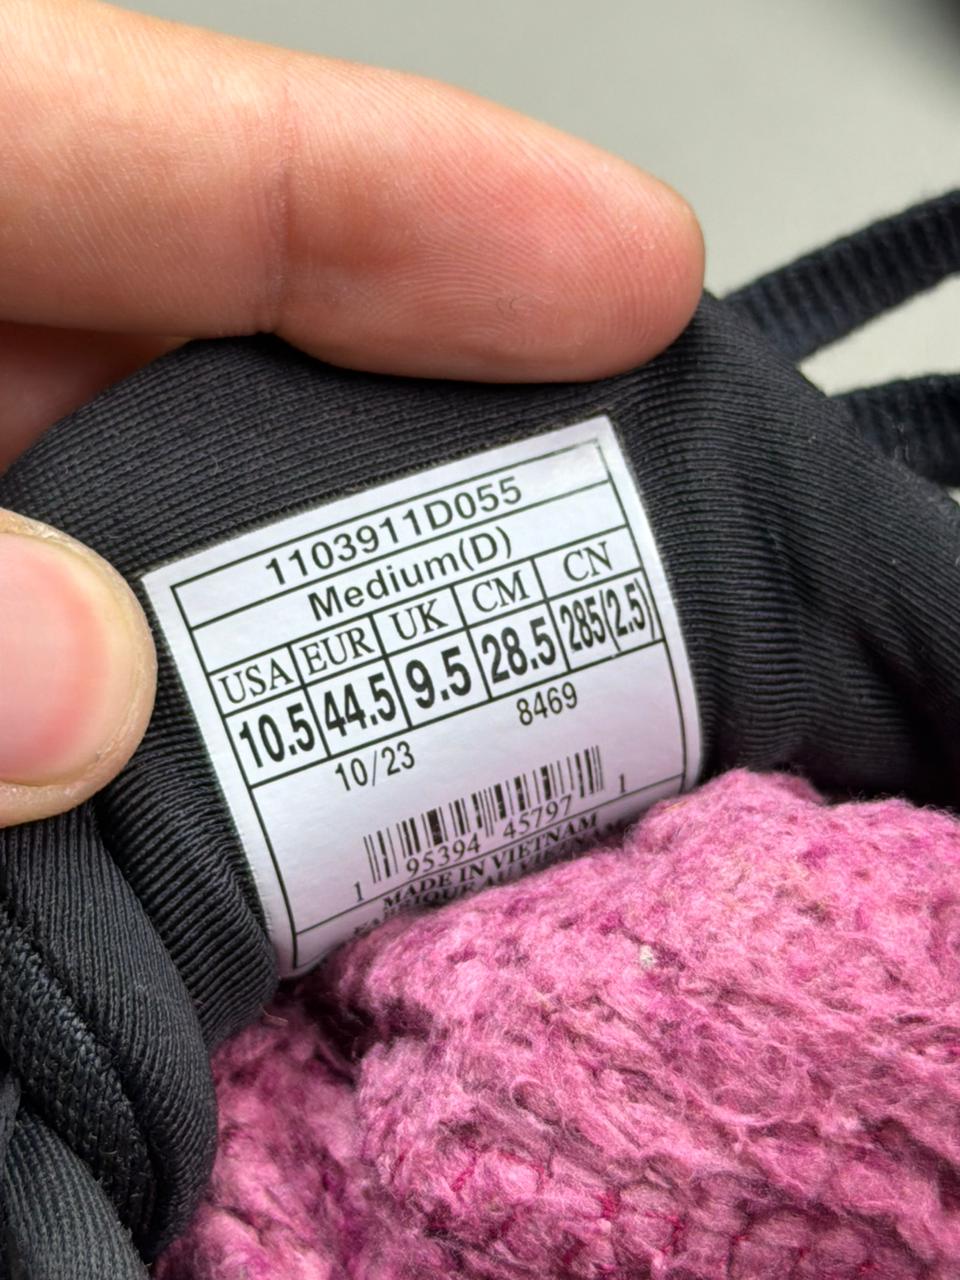 1103911D055
Medium(D)
USA EUR UK CM CN
10.5 44.5 9.5 28.5 285(2.5)
10/23 8469
1 95394 45797 1
MADE IN VIETNAM